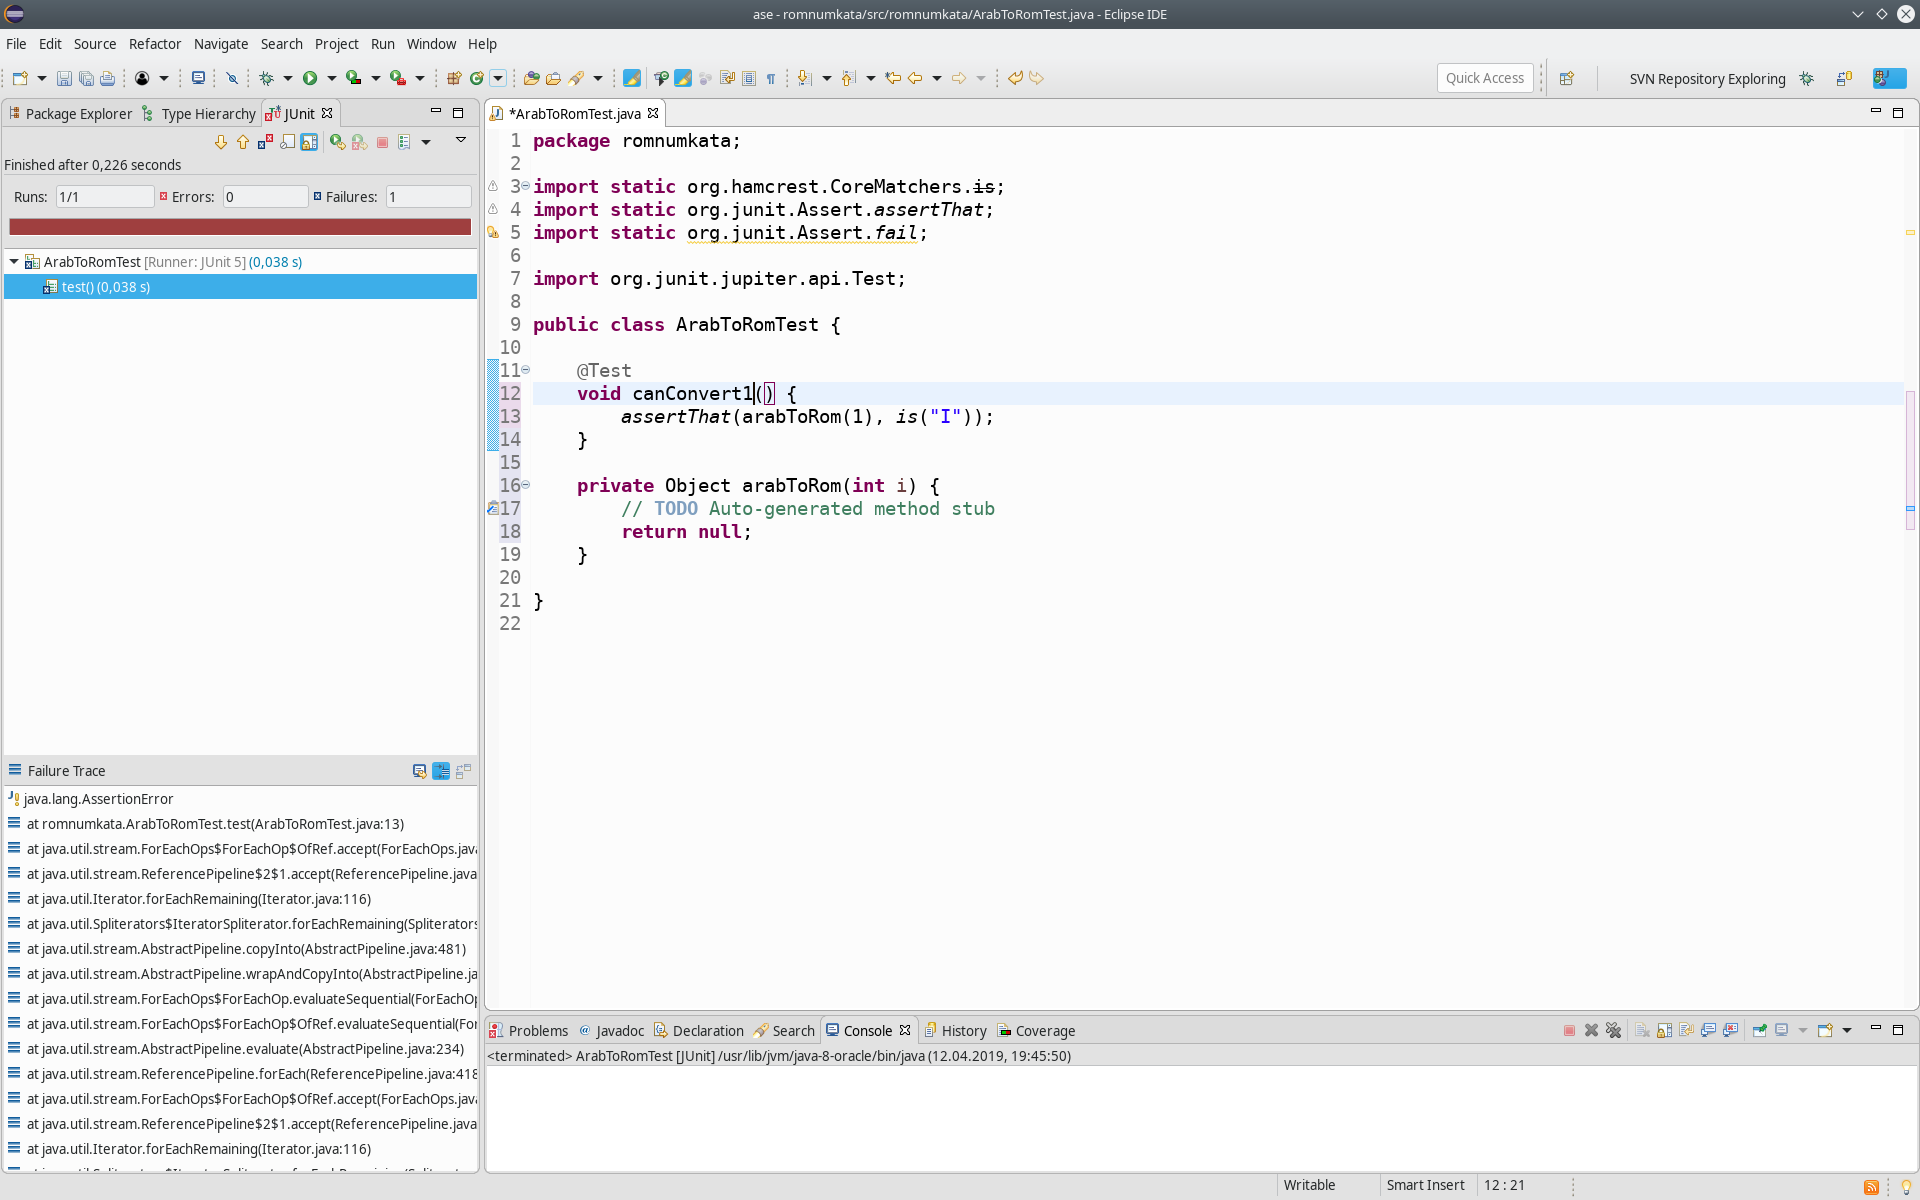 ase - romnumkata/src/romnumkata/ArabToRomTest.java - Eclipse IDE
File Edit Source Refactor Navigate Search Project Run Window Help
Quick Access
SVN Repository Exploring
Package Explorer Type Hierarchy JUnit
Finished after 0,226 seconds
Runs: 1/1 Errors: 0 Failures: 1
ArabToRomTest [Runner: JUnit 5] (0,038 s)
test() (0,038 s)
Failure Trace
java.lang.AssertionError
at romnumkata.ArabToRomTest.test(ArabToRomTest.java:13)
at java.util.stream.ForEachOps$ForEachOp$OfRef.accept(ForEachOps.java
at java.util.stream.ReferencePipeline$2$1.accept(ReferencePipeline.java
at java.util.Iterator.forEachRemaining(Iterator.java:116)
at java.util.Spliterators$IteratorSpliterator.forEachRemaining(Spliterators
at java.util.stream.AbstractPipeline.copyInto(AbstractPipeline.java:481)
at java.util.stream.AbstractPipeline.wrapAndCopyInto(AbstractPipeline.ja
at java.util.stream.ForEachOps$ForEachOp.evaluateSequential(ForEachOp
at java.util.stream.ForEachOps$ForEachOp$OfRef.evaluateSequential(For
at java.util.stream.AbstractPipeline.evaluate(AbstractPipeline.java:234)
at java.util.stream.ReferencePipeline.forEach(ReferencePipeline.java:418
at java.util.stream.ForEachOps$ForEachOp$OfRef.accept(ForEachOps.java
at java.util.stream.ReferencePipeline$2$1.accept(ReferencePipeline.java
at java.util.Iterator.forEachRemaining(Iterator.java:116)
*ArabToRomTest.java
1 package romnumkata;
2
3 import static org.hamcrest.CoreMatchers.is;
4 import static org.junit.Assert.assertThat;
5 import static org.junit.Assert.fail;
6
7 import org.junit.jupiter.api.Test;
8
9 public class ArabToRomTest {
10
11 @Test
12 void canConvert1() {
13 assertThat(arabToRom(1), is("I"));
14 }
15
16 private Object arabToRom(int i) {
17 // TODO Auto-generated method stub
18 return null;
19 }
20
21 }
22
Problems Javadoc Declaration Search Console History Coverage
<terminated> ArabToRomTest [JUnit] /usr/lib/jvm/java-8-oracle/bin/java (12.04.2019, 19:45:50)
Writable Smart Insert 12 : 21